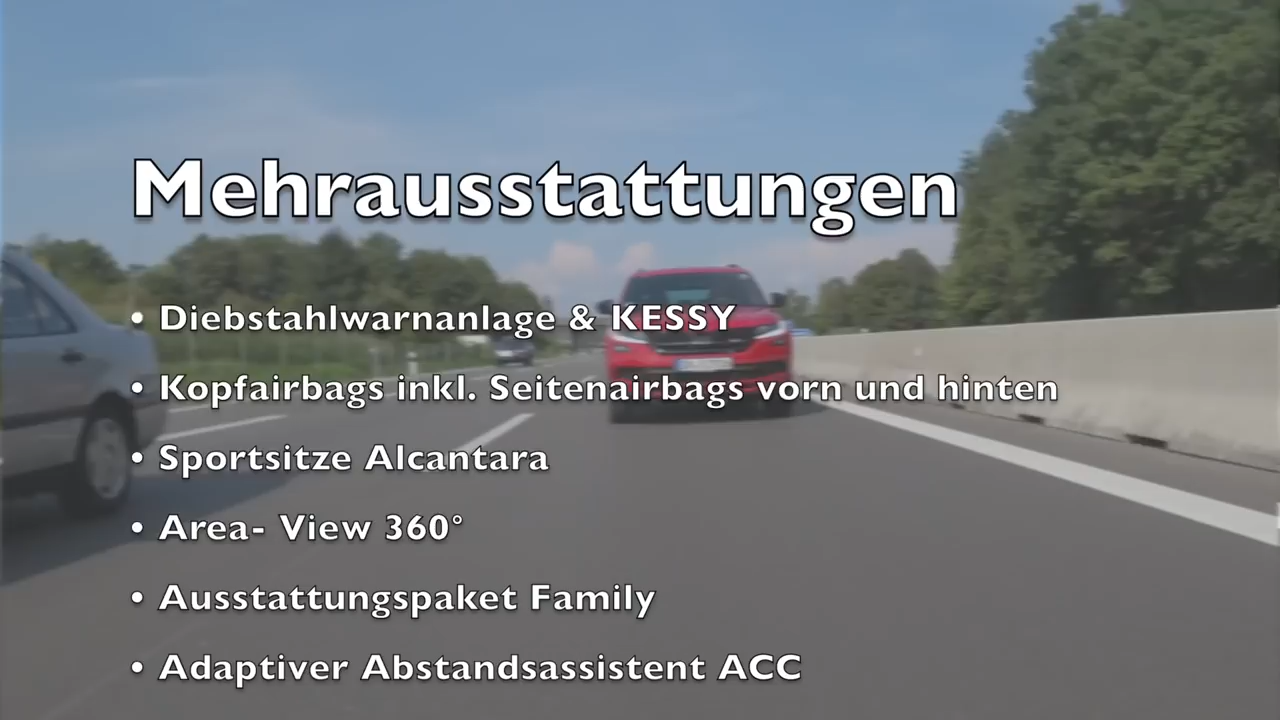 Mehrausstattungen
• Diebstahlwarnanlage & KESSY
• Kopfairbags inkl. Seitenairbags vorn und hinten
• Sportsitze Alcantara
• Area- View 360°
• Ausstattungspaket Family
• Adaptiver Abstandsassistent ACC